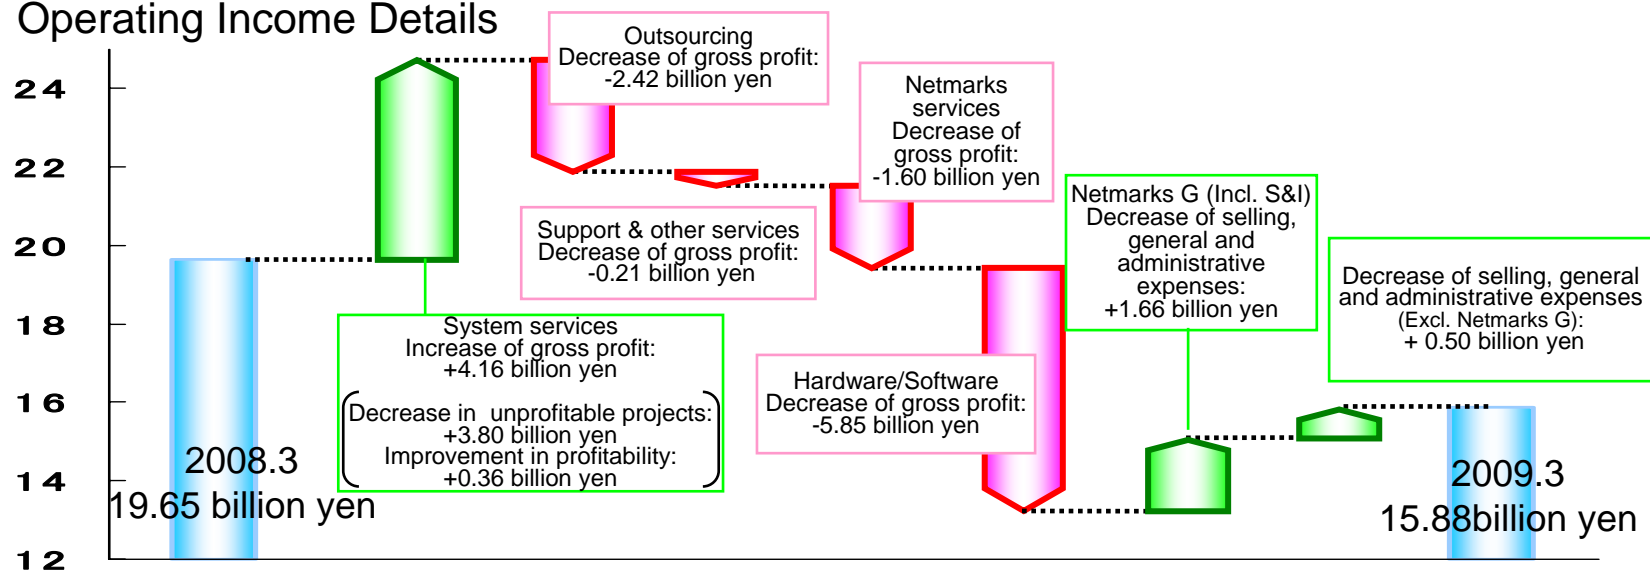 Operating Income Details
24
22
20
18
16
14
12
2008.3
19.65 billion yen
System services
Increase of gross profit:
+4.16 billion yen
Decrease in unprofitable projects:
+3.80 billion yen
Improvement in profitability:
+0.36 billion yen
Outsourcing
Decrease of gross profit:
-2.42 billion yen
Support & other services
Decrease of gross profit:
-0.21 billion yen
Netmarks
services
Decrease of
gross profit:
-1.60 billion yen
Hardware/Software
Decrease of gross profit:
-5.85 billion yen
Netmarks G (Incl. S&I)
Decrease of selling,
general and
administrative
expenses:
+1.66 billion yen
Decrease of selling, general
and administrative expenses
(Excl. Netmarks G):
+ 0.50 billion yen
2009.3
15.88billion yen